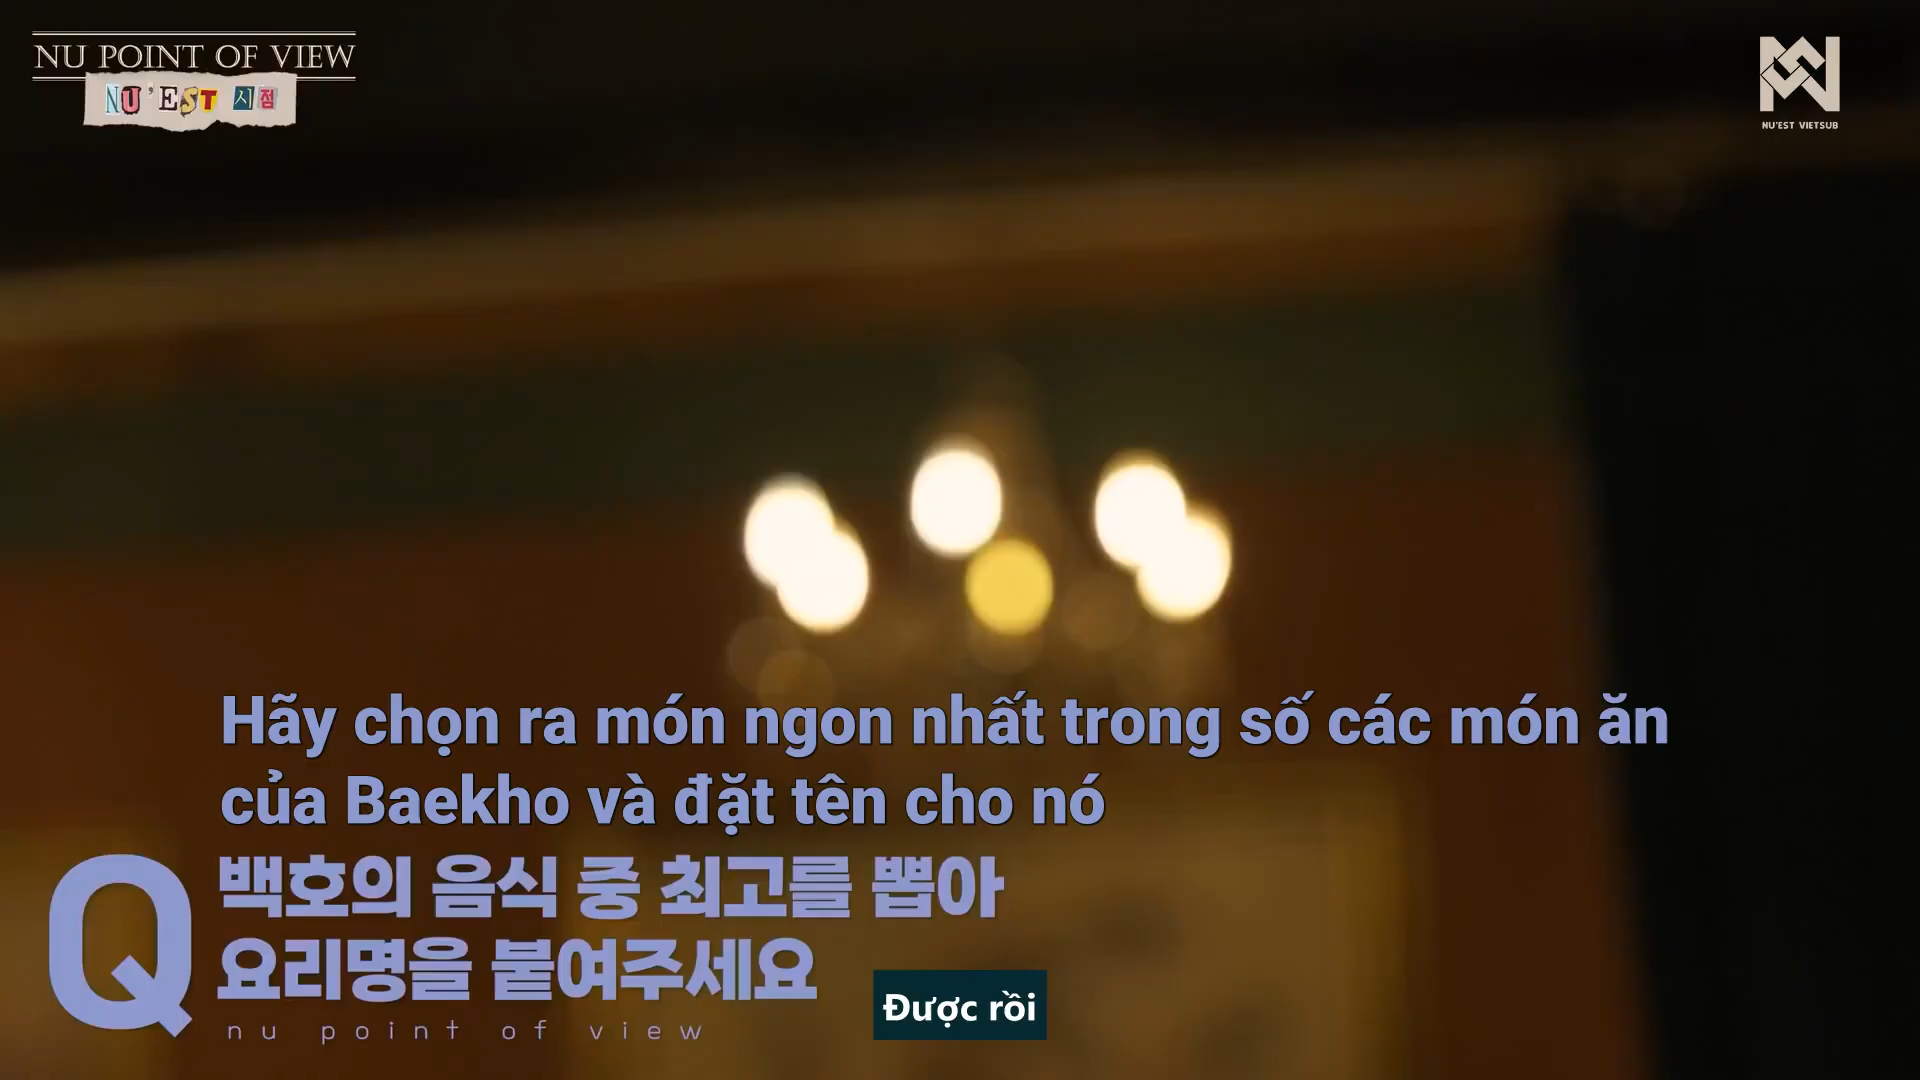 NU POINT OF VIEW
NU'EST 시점
NU'EST VIETSUB
Hãy chọn ra món ngon nhất trong số các món ăn
của Baekho và đặt tên cho nó
Q
백호의 음식 중 최고를 뽑아
요리명을 붙여주세요
nu point of view
Được rồi